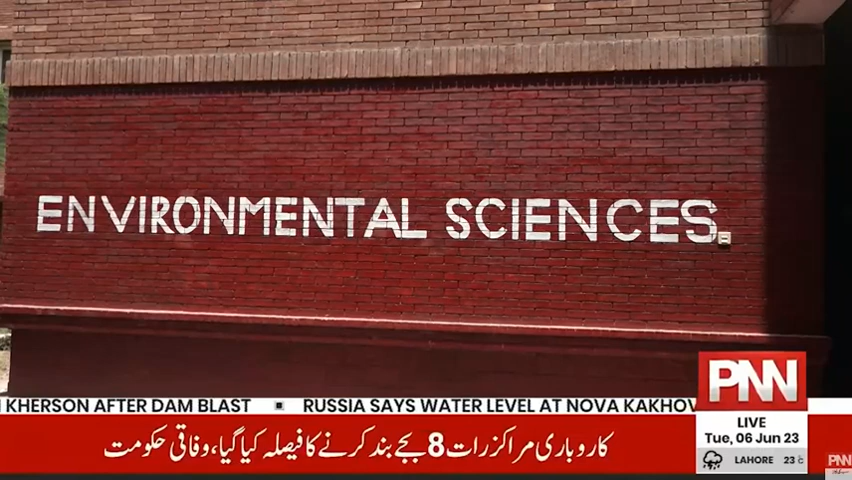 ENVIRONMENTAL SCIENCES.
PNN
KHERSON AFTER DAM BLAST ▪ RUSSIA SAYS WATER LEVEL AT NOVA KAKHOV
LIVE
Tue, 06 Jun 23
LAHORE 23°c
کاروباری مراکز رات 8 بجے بند کرنے کا فیصلہ کیا گیا، وفاقی حکومت
PNN